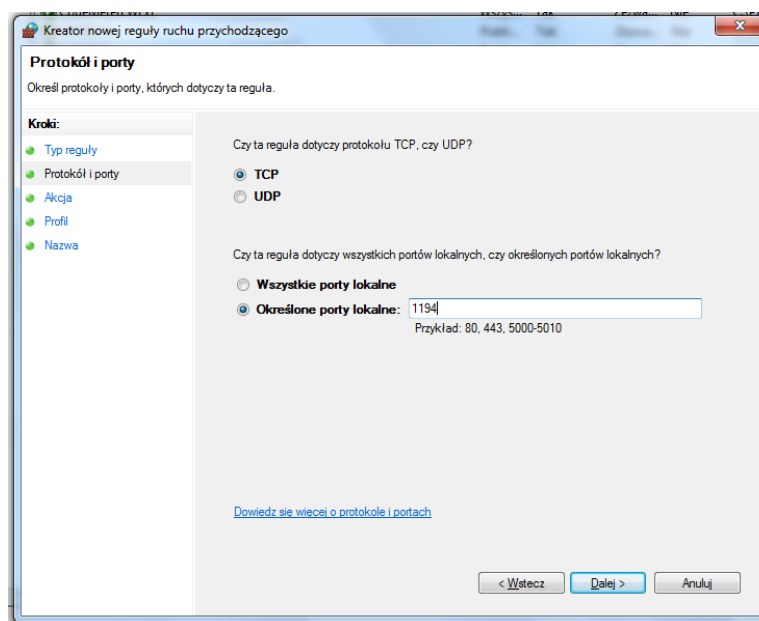 Kreator nowej reguły ruchu przychodzącego
Protokół i porty
Określ protokoły i porty, których dotyczy ta reguła.
Kroki:
Typ reguły
Protokół i porty
Akcja
Profil
Nazwa
Czy ta reguła dotyczy protokołu TCP, czy UDP?
TCP
UDP
Czy ta reguła dotyczy wszystkich portów lokalnych, czy określonych portów lokalnych?
Wszystkie porty lokalne
Określone porty lokalne: 1194
Przykład: 80, 443, 5000-5010
Dowiedz się więcej o protokole i portach
< Wstecz Dalej > Anuluj